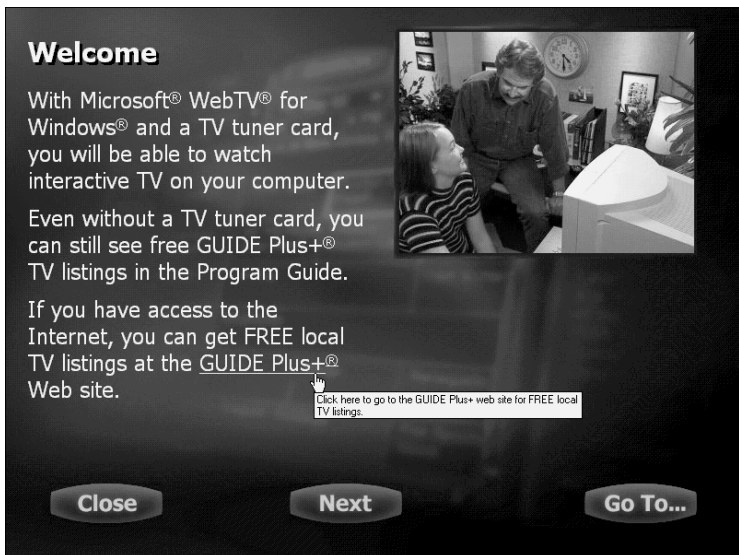 Welcome
With Microsoft® WebTV® for
Windows® and a TV tuner card,
you will be able to watch
interactive TV on your computer.
Even without a TV tuner card, you
can still see free GUIDE Plus+®
TV listings in the Program Guide.
If you have access to the
Internet, you can get FREE local
TV listings at the GUIDE Plus+®
Web site.
Click here to go to the GUIDE Plus+ web site for FREE local
TV listings.
Close
Next
Go To...